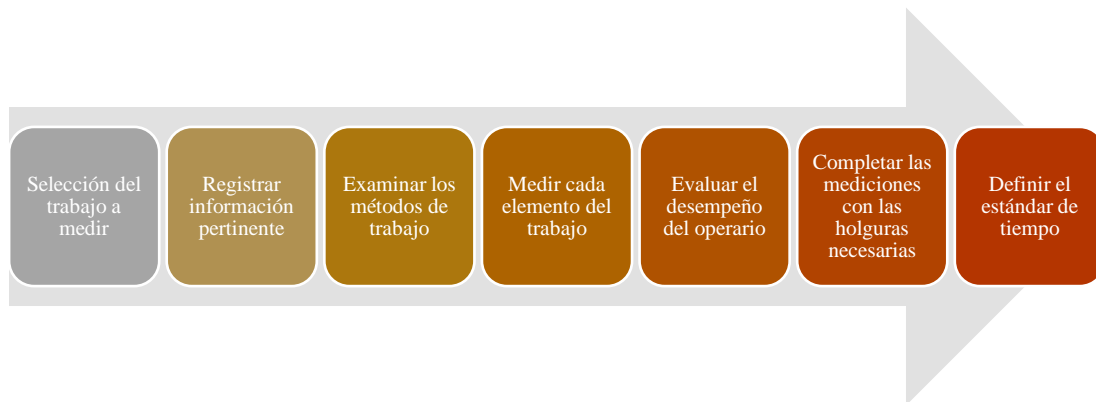 Selección del
trabajo a
medir
Registrar
información
pertinente
Examinar los
métodos de
trabajo
Medir cada
elemento del
trabajo
Evaluar el
desempeño
del operario
Completar las
mediciones
con las
holguras
necesarias
Definir el
estándar de
tiempo